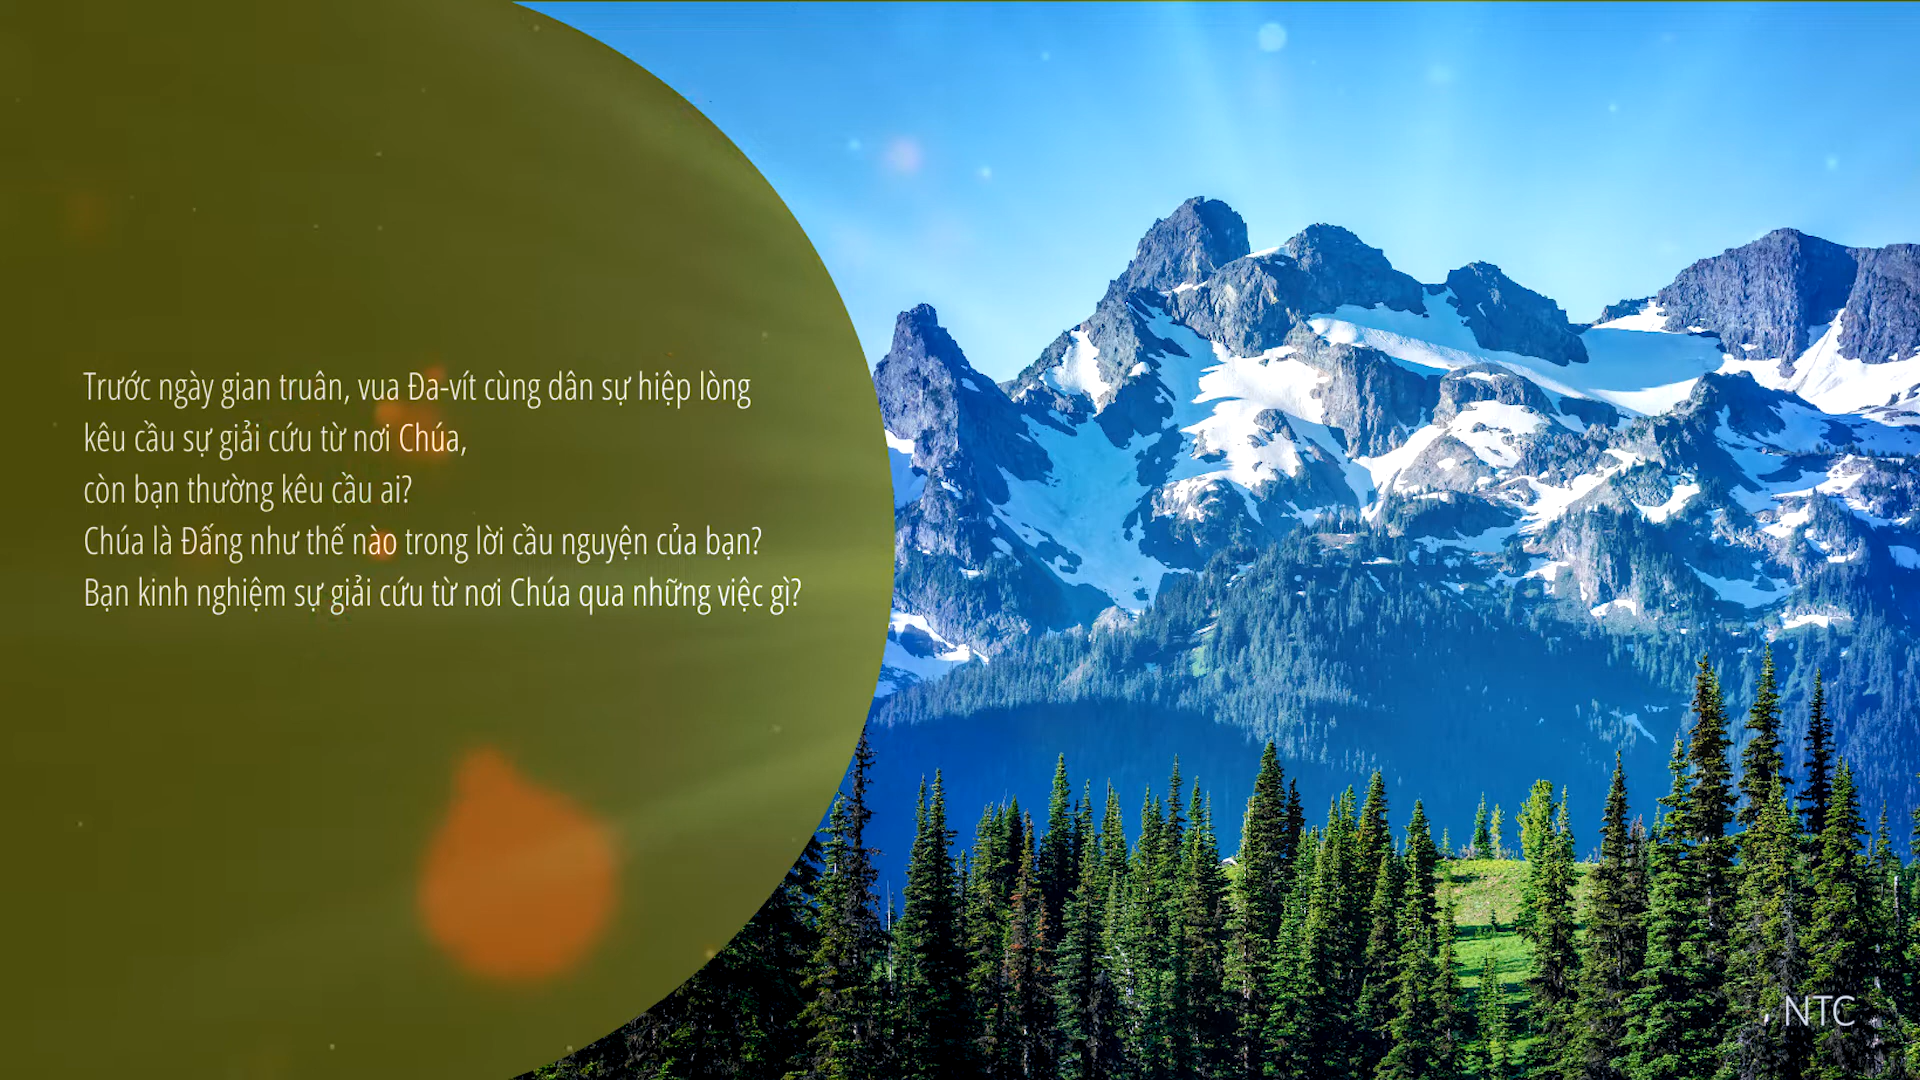 Trước ngày gian truân, vua Đa-vít cùng dân sự hiệp lòng
kêu cầu sự giải cứu từ nơi Chúa,
còn bạn thường kêu cầu ai?
Chúa là Đấng như thế nào trong lời cầu nguyện của bạn?
Bạn kinh nghiệm sự giải cứu từ nơi Chúa qua những việc gì?
NTC